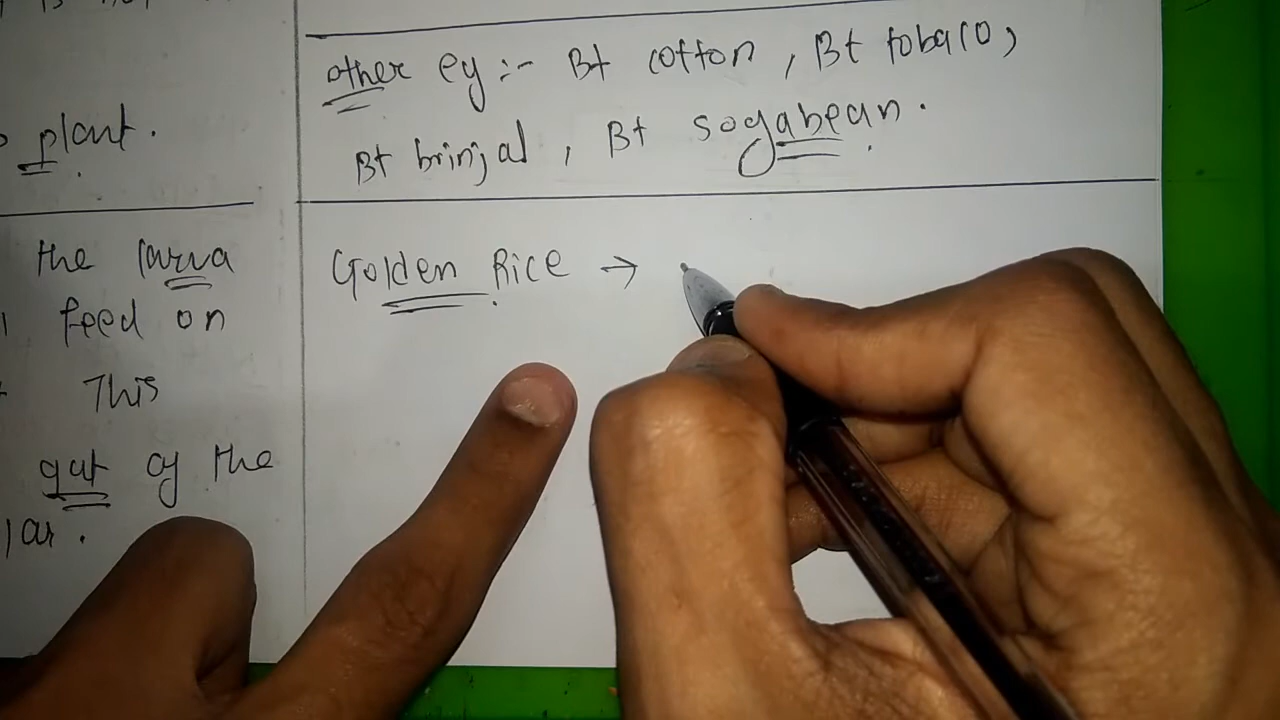 other eg :- Bt cotton , Bt tobaco ,
Bt brinjal , Bt soyabean .
plant .
the larva
feed on
This
gut of the
Golden Rice →